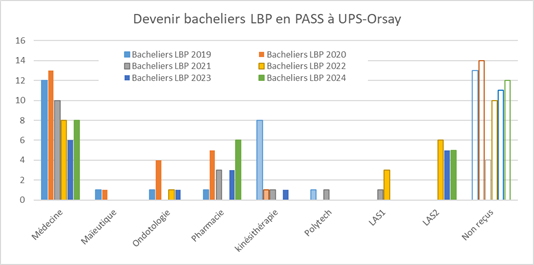 Devenir bacheliers LBP en PASS à UPS-Orsay
16
14
12
10
8
6
4
2
0
Bacheliers LBP 2019 Bacheliers LBP 2020
Bacheliers LBP 2021 Bacheliers LBP 2022
Bacheliers LBP 2023 Bacheliers LBP 2024
Médecine
Maïeutique
Ondotologie
Pharmacie
kinésithérapie
Polytech
LAS1
LAS2
Non reçus